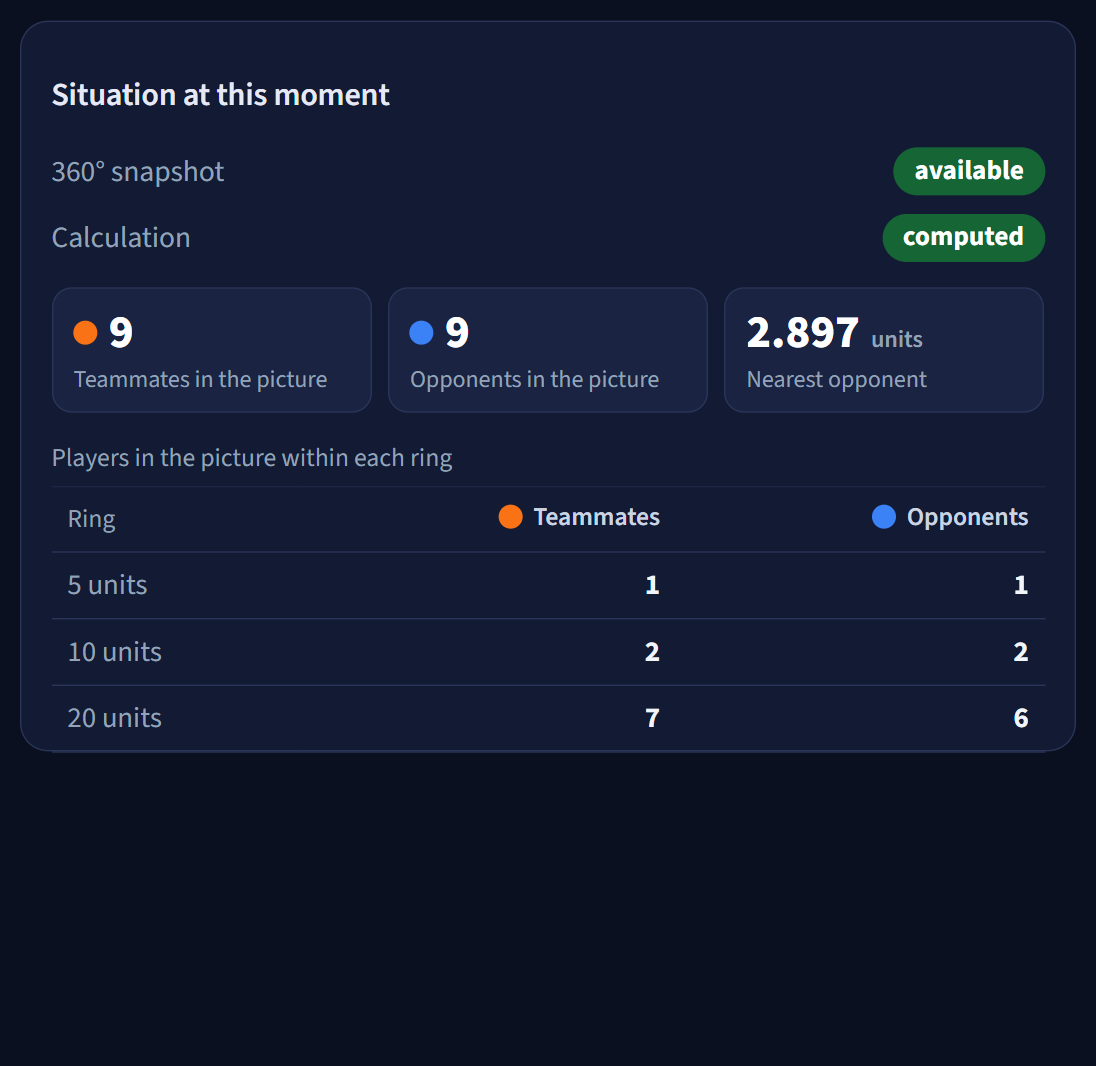 Situation at this moment
360° snapshot available
Calculation computed
9 9 2.897 units
Teammates in the picture Opponents in the picture Nearest opponent
Players in the picture within each ring
Ring Teammates Opponents
5 units 1 1
10 units 2 2
20 units 7 6